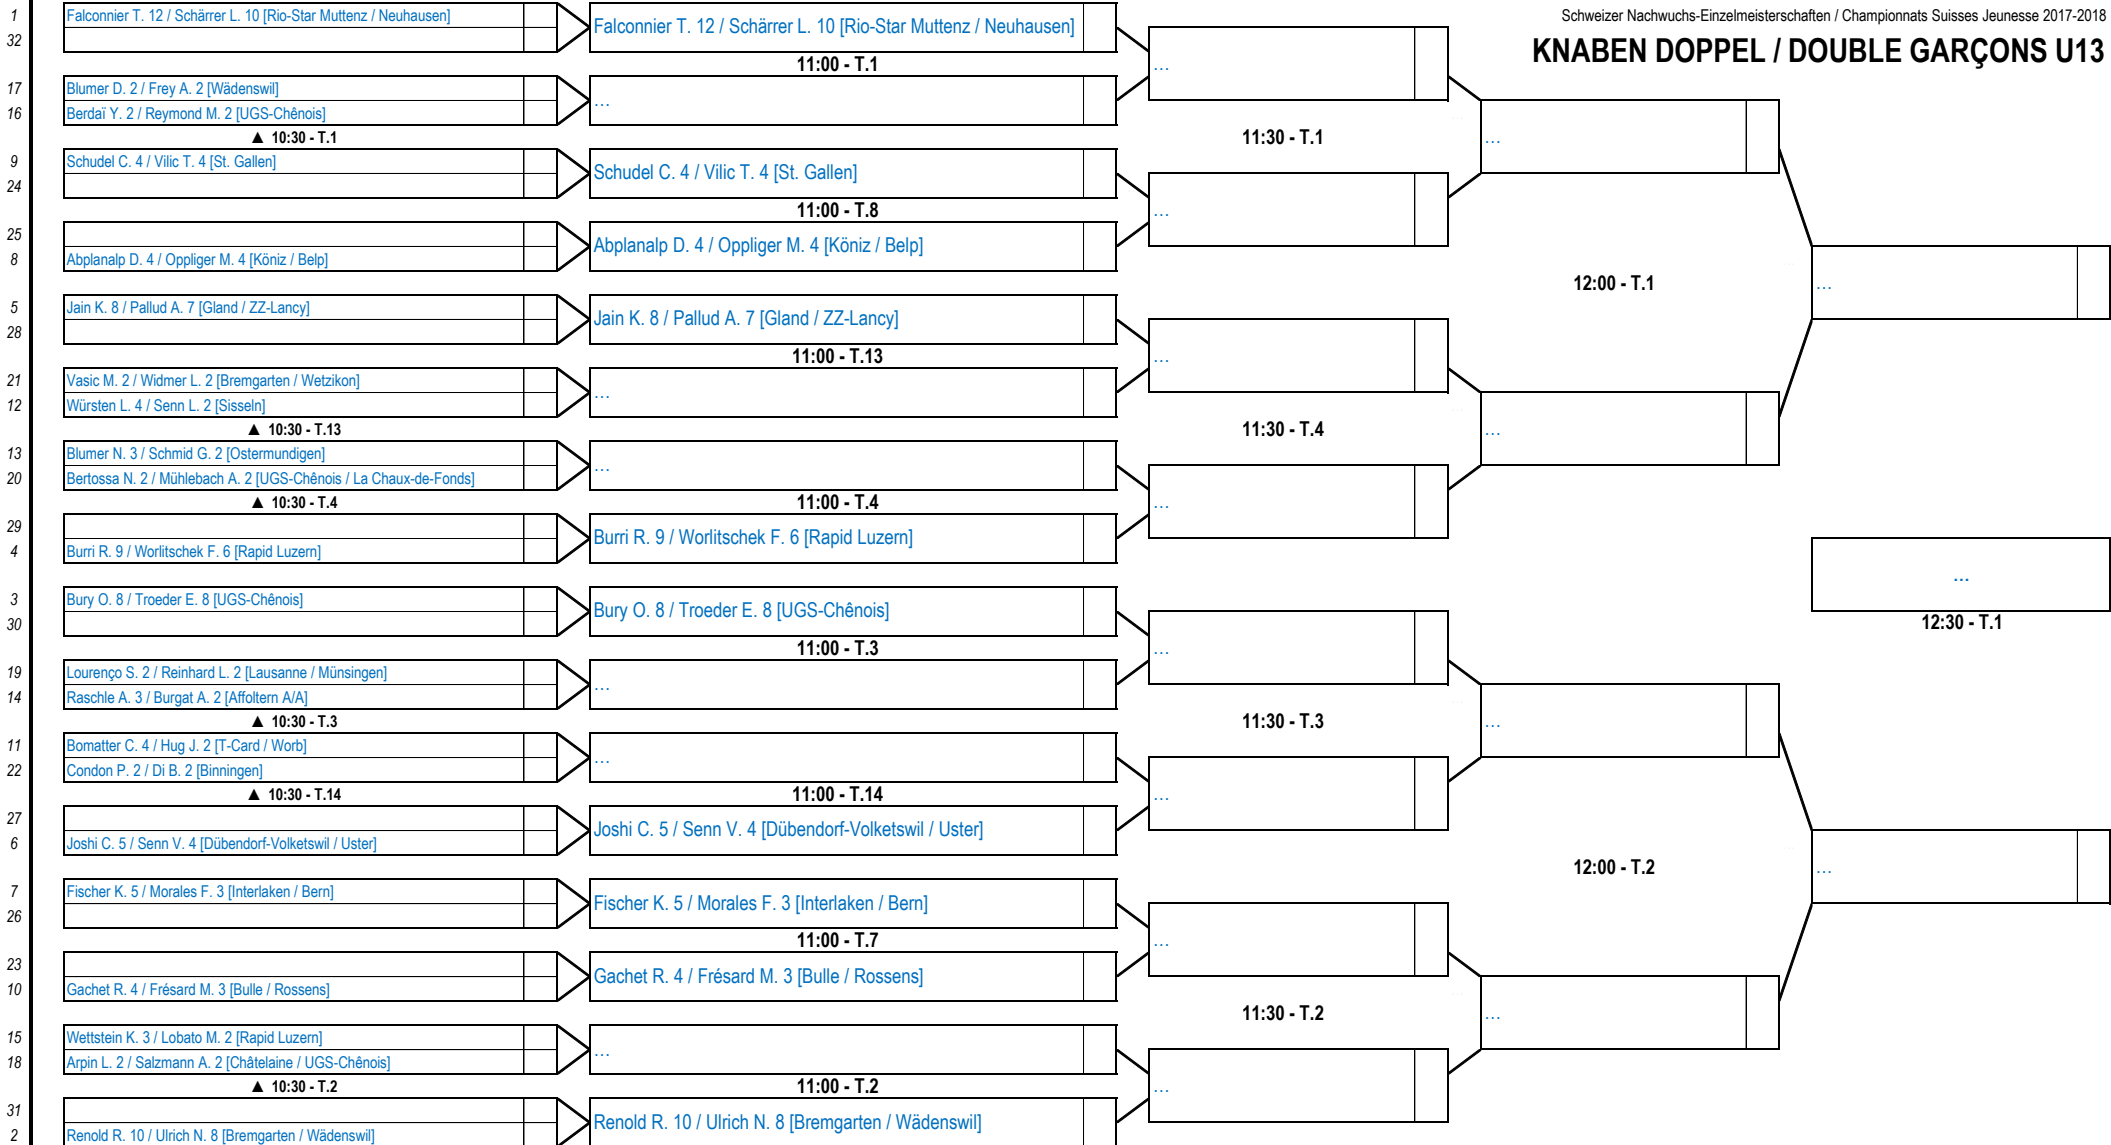 Schweizer Nachwuchs-Einzelmeisterschaften / Championnats Suisses Jeunesse 2017-2018
KNABEN DOPPEL / DOUBLE GARÇONS U13
1
Falconnier T. 12 / Schärrer L. 10 [Rio-Star Muttenz / Neuhausen]
32
Falconnier T. 12 / Schärrer L. 10 [Rio-Star Muttenz / Neuhausen]
11:00 - T.1
...
17
Blumer D. 2 / Frey A. 2 [Wädenswil]
16
Berdaï Y. 2 / Reymond M. 2 [UGS-Chênois]
...
▲ 10:30 - T.1
11:30 - T.1
...
9
Schudel C. 4 / Vilic T. 4 [St. Gallen]
24
Schudel C. 4 / Vilic T. 4 [St. Gallen]
11:00 - T.8
...
25
8
Abplanalp D. 4 / Oppliger M. 4 [Köniz / Belp]
Abplanalp D. 4 / Oppliger M. 4 [Köniz / Belp]
12:00 - T.1
...
5
Jain K. 8 / Pallud A. 7 [Gland / ZZ-Lancy]
28
Jain K. 8 / Pallud A. 7 [Gland / ZZ-Lancy]
11:00 - T.13
...
21
Vasic M. 2 / Widmer L. 2 [Bremgarten / Wetzikon]
12
Würsten L. 4 / Senn L. 2 [Sisseln]
...
▲ 10:30 - T.13
11:30 - T.4
...
13
Blumer N. 3 / Schmid G. 2 [Ostermundigen]
20
Bertossa N. 2 / Mühlebach A. 2 [UGS-Chênois / La Chaux-de-Fonds]
...
▲ 10:30 - T.4
11:00 - T.4
...
29
4
Burri R. 9 / Worlitschek F. 6 [Rapid Luzern]
Burri R. 9 / Worlitschek F. 6 [Rapid Luzern]
...
12:30 - T.1
3
Bury O. 8 / Troeder E. 8 [UGS-Chênois]
30
Bury O. 8 / Troeder E. 8 [UGS-Chênois]
11:00 - T.3
...
19
Lourenço S. 2 / Reinhard L. 2 [Lausanne / Münsingen]
14
Raschle A. 3 / Burgat A. 2 [Affoltern A/A]
...
▲ 10:30 - T.3
11:30 - T.3
...
11
Bomatter C. 4 / Hug J. 2 [T-Card / Worb]
22
Condon P. 2 / Di B. 2 [Binningen]
...
▲ 10:30 - T.14
11:00 - T.14
...
27
6
Joshi C. 5 / Senn V. 4 [Dübendorf-Volketswil / Uster]
Joshi C. 5 / Senn V. 4 [Dübendorf-Volketswil / Uster]
12:00 - T.2
...
7
Fischer K. 5 / Morales F. 3 [Interlaken / Bern]
26
Fischer K. 5 / Morales F. 3 [Interlaken / Bern]
11:00 - T.7
...
23
10
Gachet R. 4 / Frésard M. 3 [Bulle / Rossens]
Gachet R. 4 / Frésard M. 3 [Bulle / Rossens]
11:30 - T.2
...
15
Wettstein K. 3 / Lobato M. 2 [Rapid Luzern]
18
Arpin L. 2 / Salzmann A. 2 [Châtelaine / UGS-Chênois]
...
▲ 10:30 - T.2
11:00 - T.2
...
31
2
Renold R. 10 / Ulrich N. 8 [Bremgarten / Wädenswil]
Renold R. 10 / Ulrich N. 8 [Bremgarten / Wädenswil]